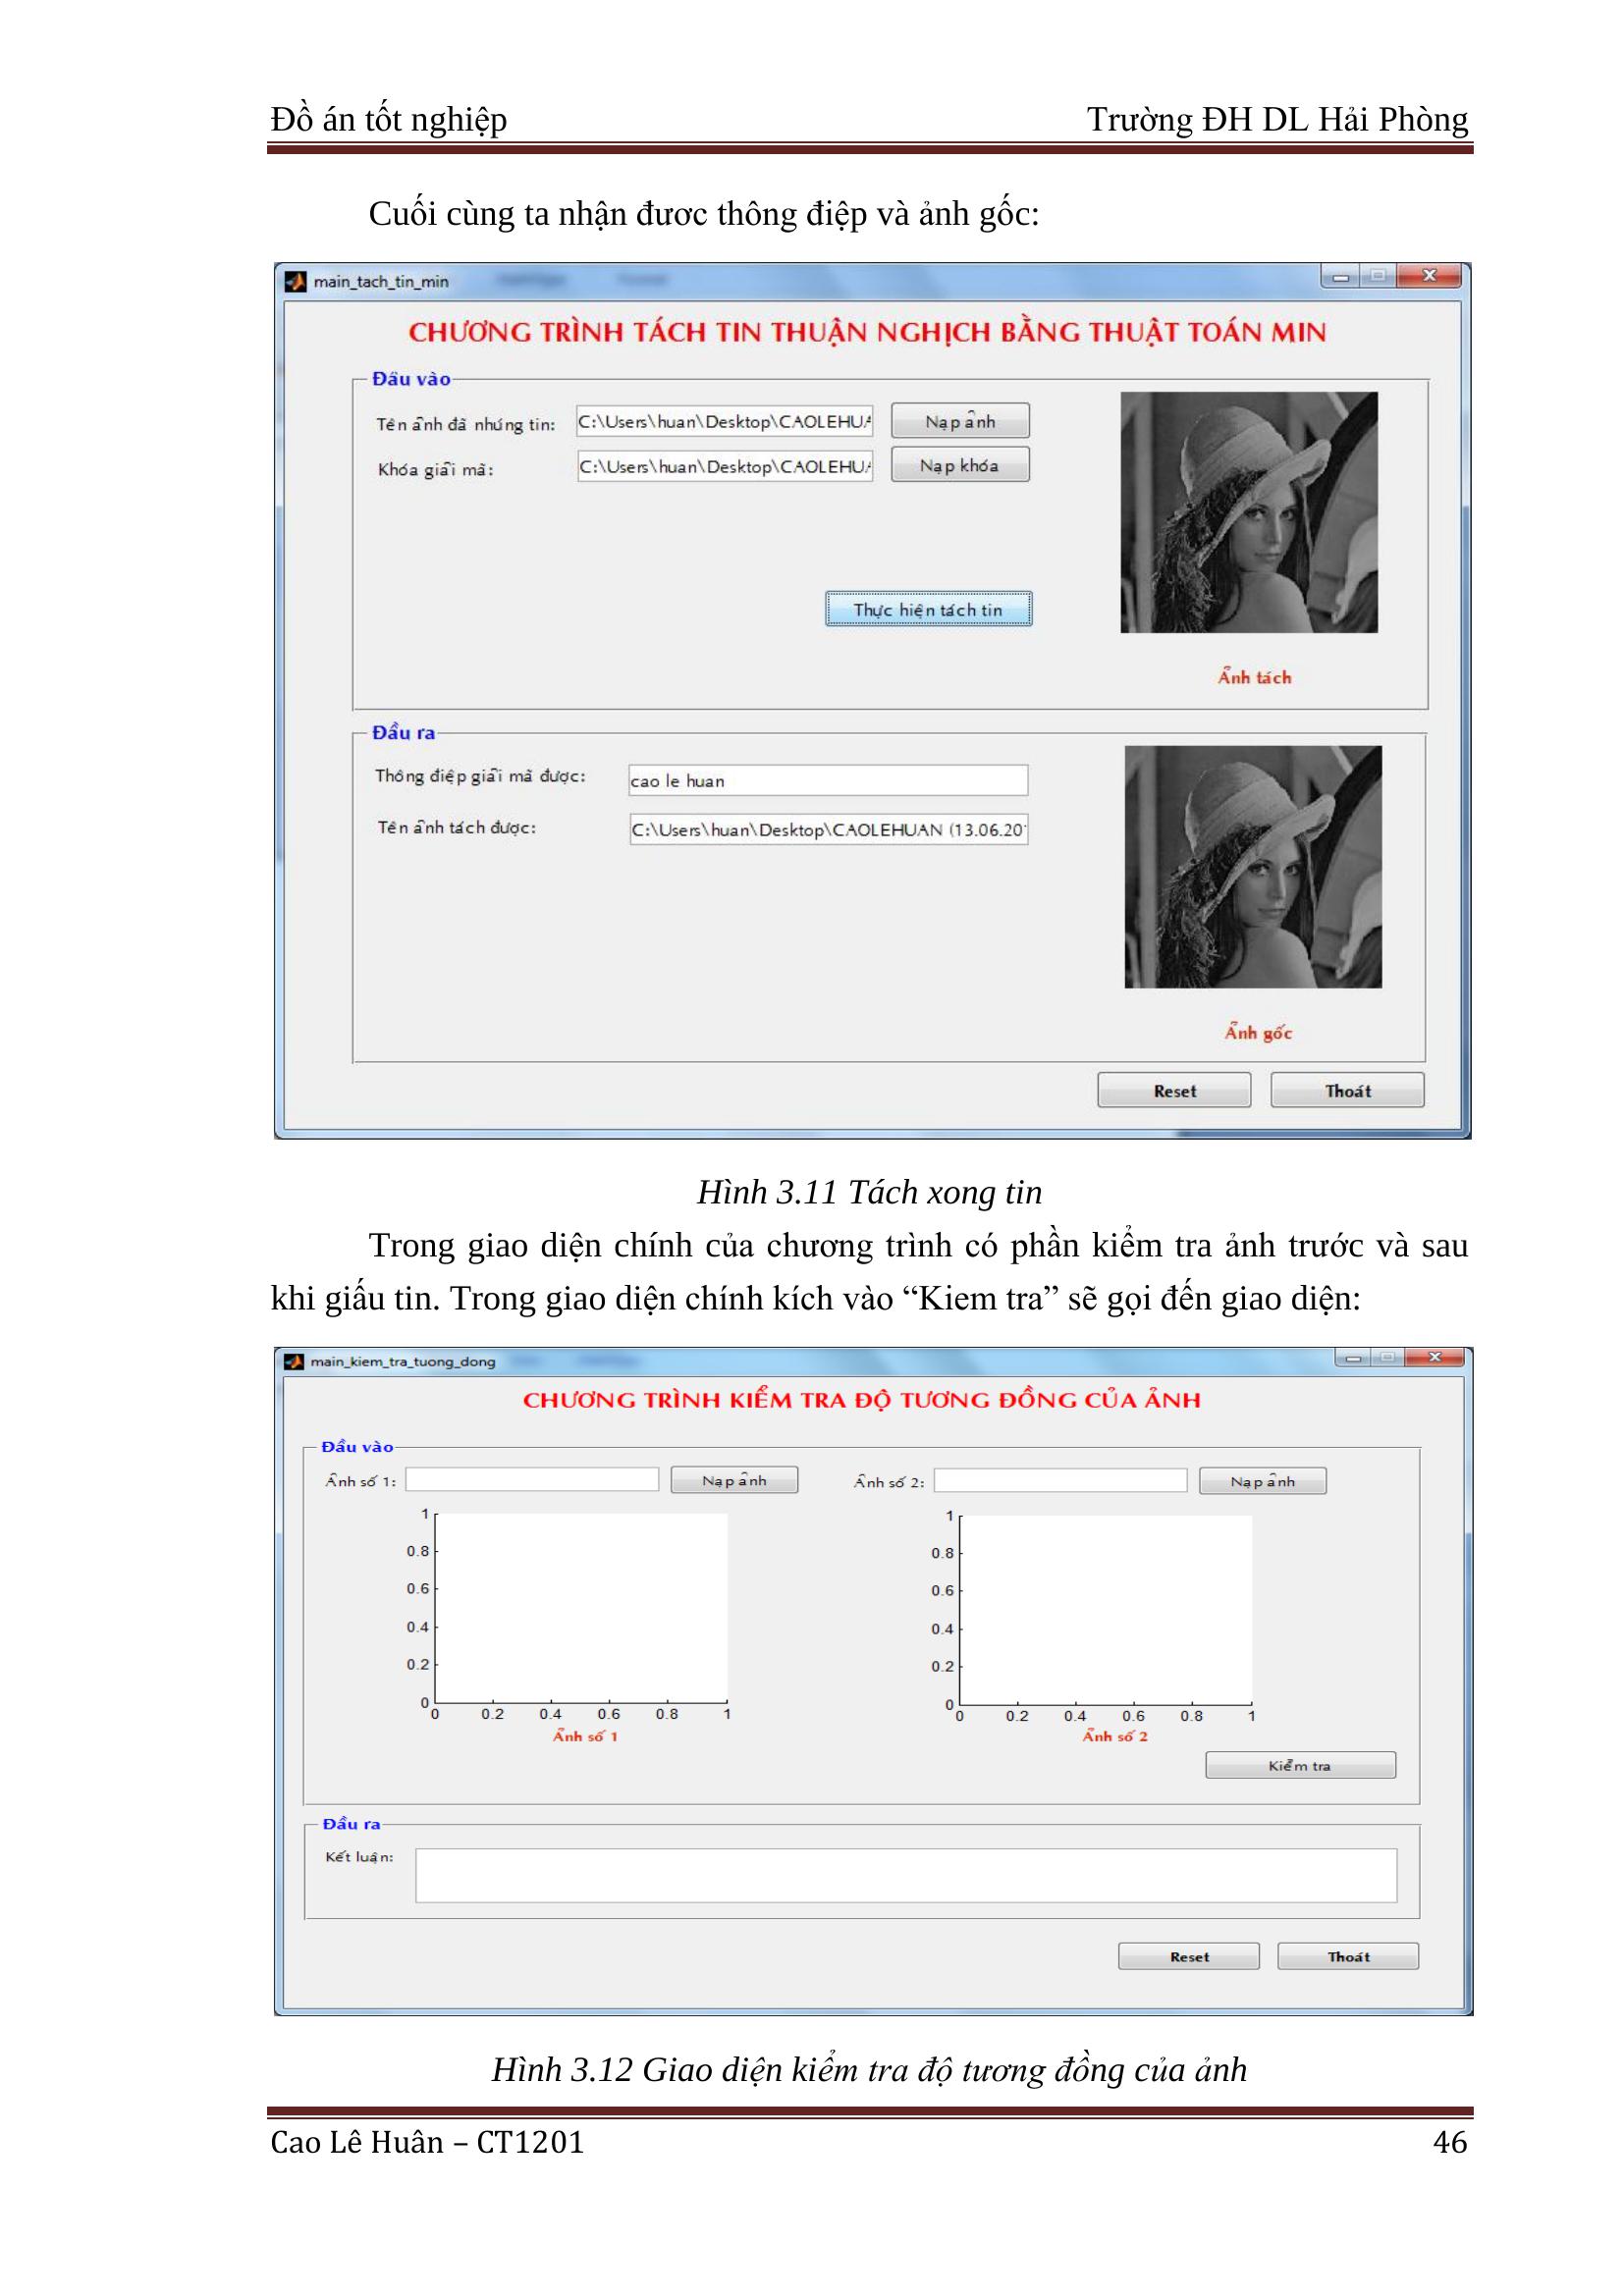 Đồ án tốt nghiệp Trường ĐH DL Hải Phòng
Cuối cùng ta nhận đươc thông điệp và ảnh gốc:
main_tach_tin_min
CHƯƠNG TRÌNH TÁCH TIN THUẬN NGHỊCH BẰNG THUẬT TOÁN MIN
Đầu vào
Tên ảnh đã nhúng tin: C:\Users\huan\Desktop\CAOLEHUA Nạp ảnh
Khóa giải mã: C:\Users\huan\Desktop\CAOLEHUA Nạp khóa
Thực hiện tách tin
Ảnh tách
Đầu ra
Thông điệp giải mã được: cao le huan
Tên ảnh tách được: C:\Users\huan\Desktop\CAOLEHUAN (13.06.20
Ảnh gốc
Reset Thoát
Hình 3.11 Tách xong tin
Trong giao diện chính của chương trình có phần kiểm tra ảnh trước và sau
khi giấu tin. Trong giao diện chính kích vào “Kiem tra” sẽ gọi đến giao diện:
main_kiem_tra_tuong_dong
CHƯƠNG TRÌNH KIỂM TRA ĐỘ TƯƠNG ĐỒNG CỦA ẢNH
Đầu vào
Ảnh số 1: Nạp ảnh Ảnh số 2: Nạp ảnh
1 1
0.8 0.8
0.6 0.6
0.4 0.4
0.2 0.2
0 0
0 0.2 0.4 0.6 0.8 1 0 0.2 0.4 0.6 0.8 1
Ảnh số 1 Ảnh số 2
Kiểm tra
Đầu ra
Kết luận:
Reset Thoát
Hình 3.12 Giao diện kiểm tra độ tương đồng của ảnh
Cao Lê Huân – CT1201 46